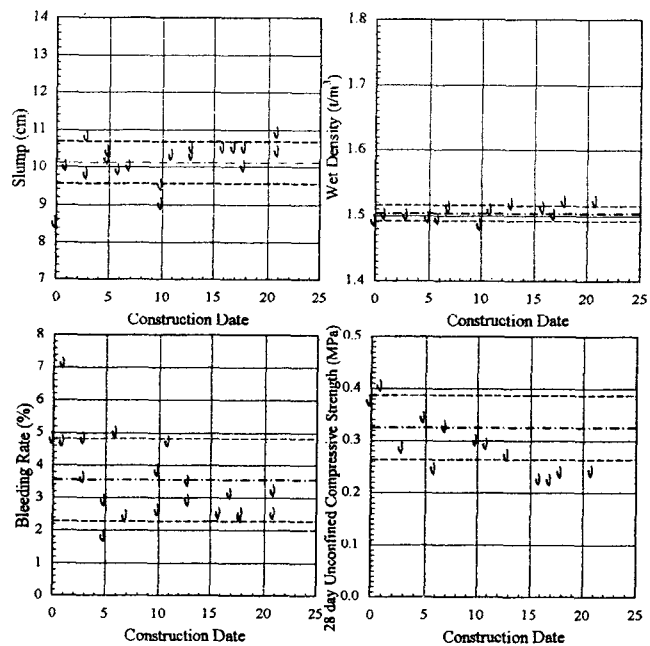 14
13
12
11
10
9
8
7
Slump (cm)
0 5 10 15 20 25
Construction Date
1.8
1.7
1.6
1.5
1.4
Wet Density (t/m³)
0 5 10 15 20 25
Construction Date
8
7
6
5
4
3
2
1
0
Bleeding Rate (%)
0 5 10 15 20 25
Construction Date
0.5
0.4
0.3
0.2
0.1
0.0
28 day Unconfined Compressive Strength (MPa)
0 5 10 15 20 25
Construction Date